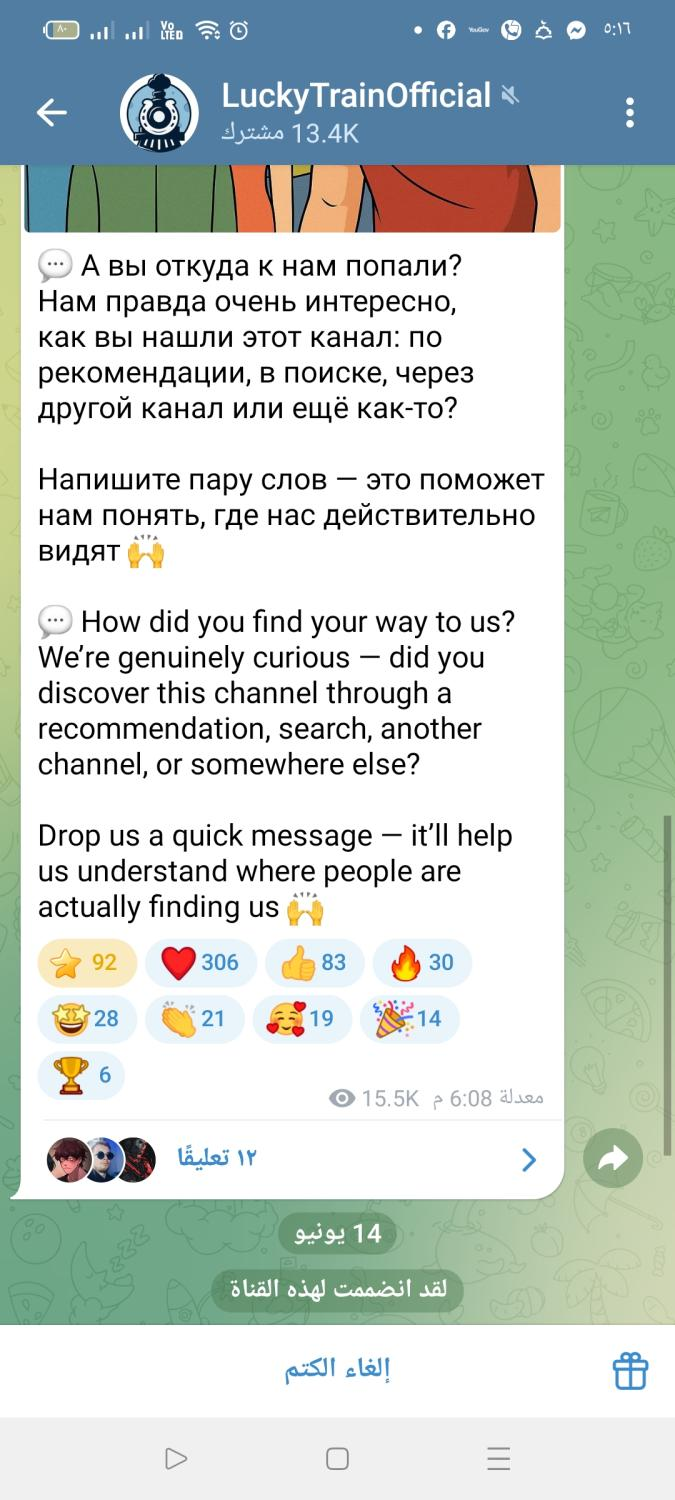 ٨٠
Vo
LTED
YouGov
٥:١٦
LuckyTrainOfficial
13.4K مشترك
💬 А вы откуда к нам попали?
Нам правда очень интересно,
как вы нашли этот канал: по
рекомендации, в поиске, через
другой канал или ещё как-то?
Напишите пару слов — это поможет
нам понять, где нас действительно
видят 🙌
💬 How did you find your way to us?
We’re genuinely curious — did you
discover this channel through a
recommendation, search, another
channel, or somewhere else?
Drop us a quick message — it’ll help
us understand where people are
actually finding us 🙌
⭐ 92 ❤️ 306 👍 83 🔥 30
🤩 28 👏 21 🥰 19 🎉 14
🏆 6
15.5K معدلة 6:08 م
١٢ تعليقًا
14 يونيو
لقد انضممت لهذه القناة
إلغاء الكتم